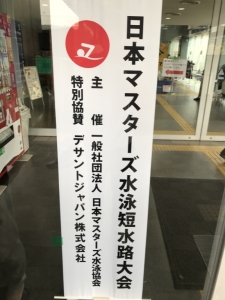 日本マスターズ水泳短水路大会
主 催 一般社団法人 日本マスターズ水泳協会
特別協賛 デサントジャパン株式会社